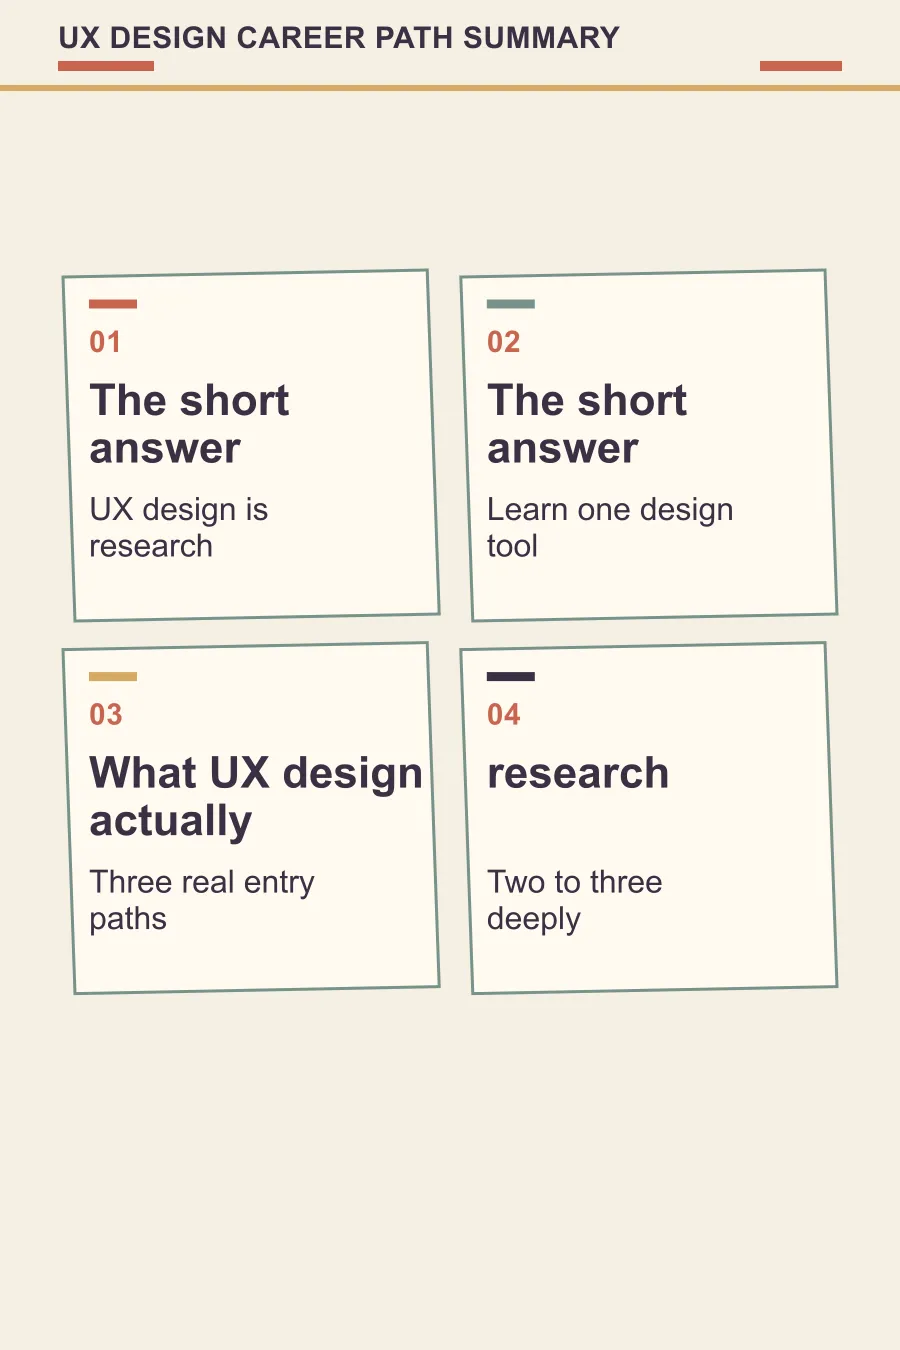 UX DESIGN CAREER PATH SUMMARY
01
The short
answer
UX design is
research
02
The short
answer
Learn one design
tool
03
What UX design
actually
Three real entry
paths
04
research
Two to three
deeply